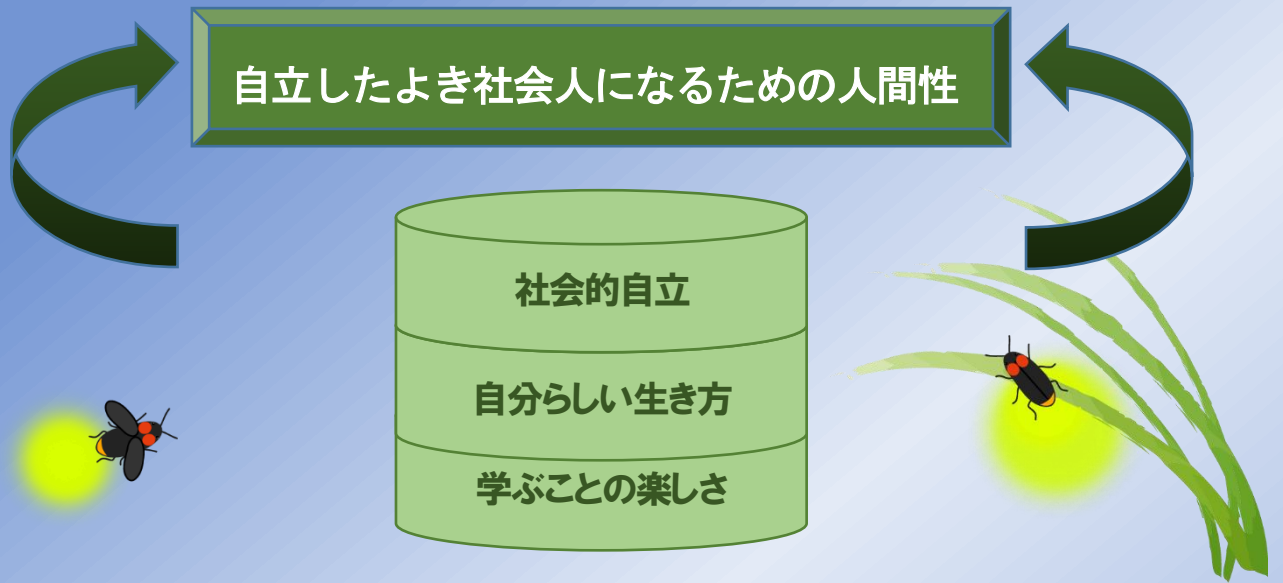 自立したよき社会人になるための人間性
社会的自立
自分らしい生き方
学ぶことの楽しさ